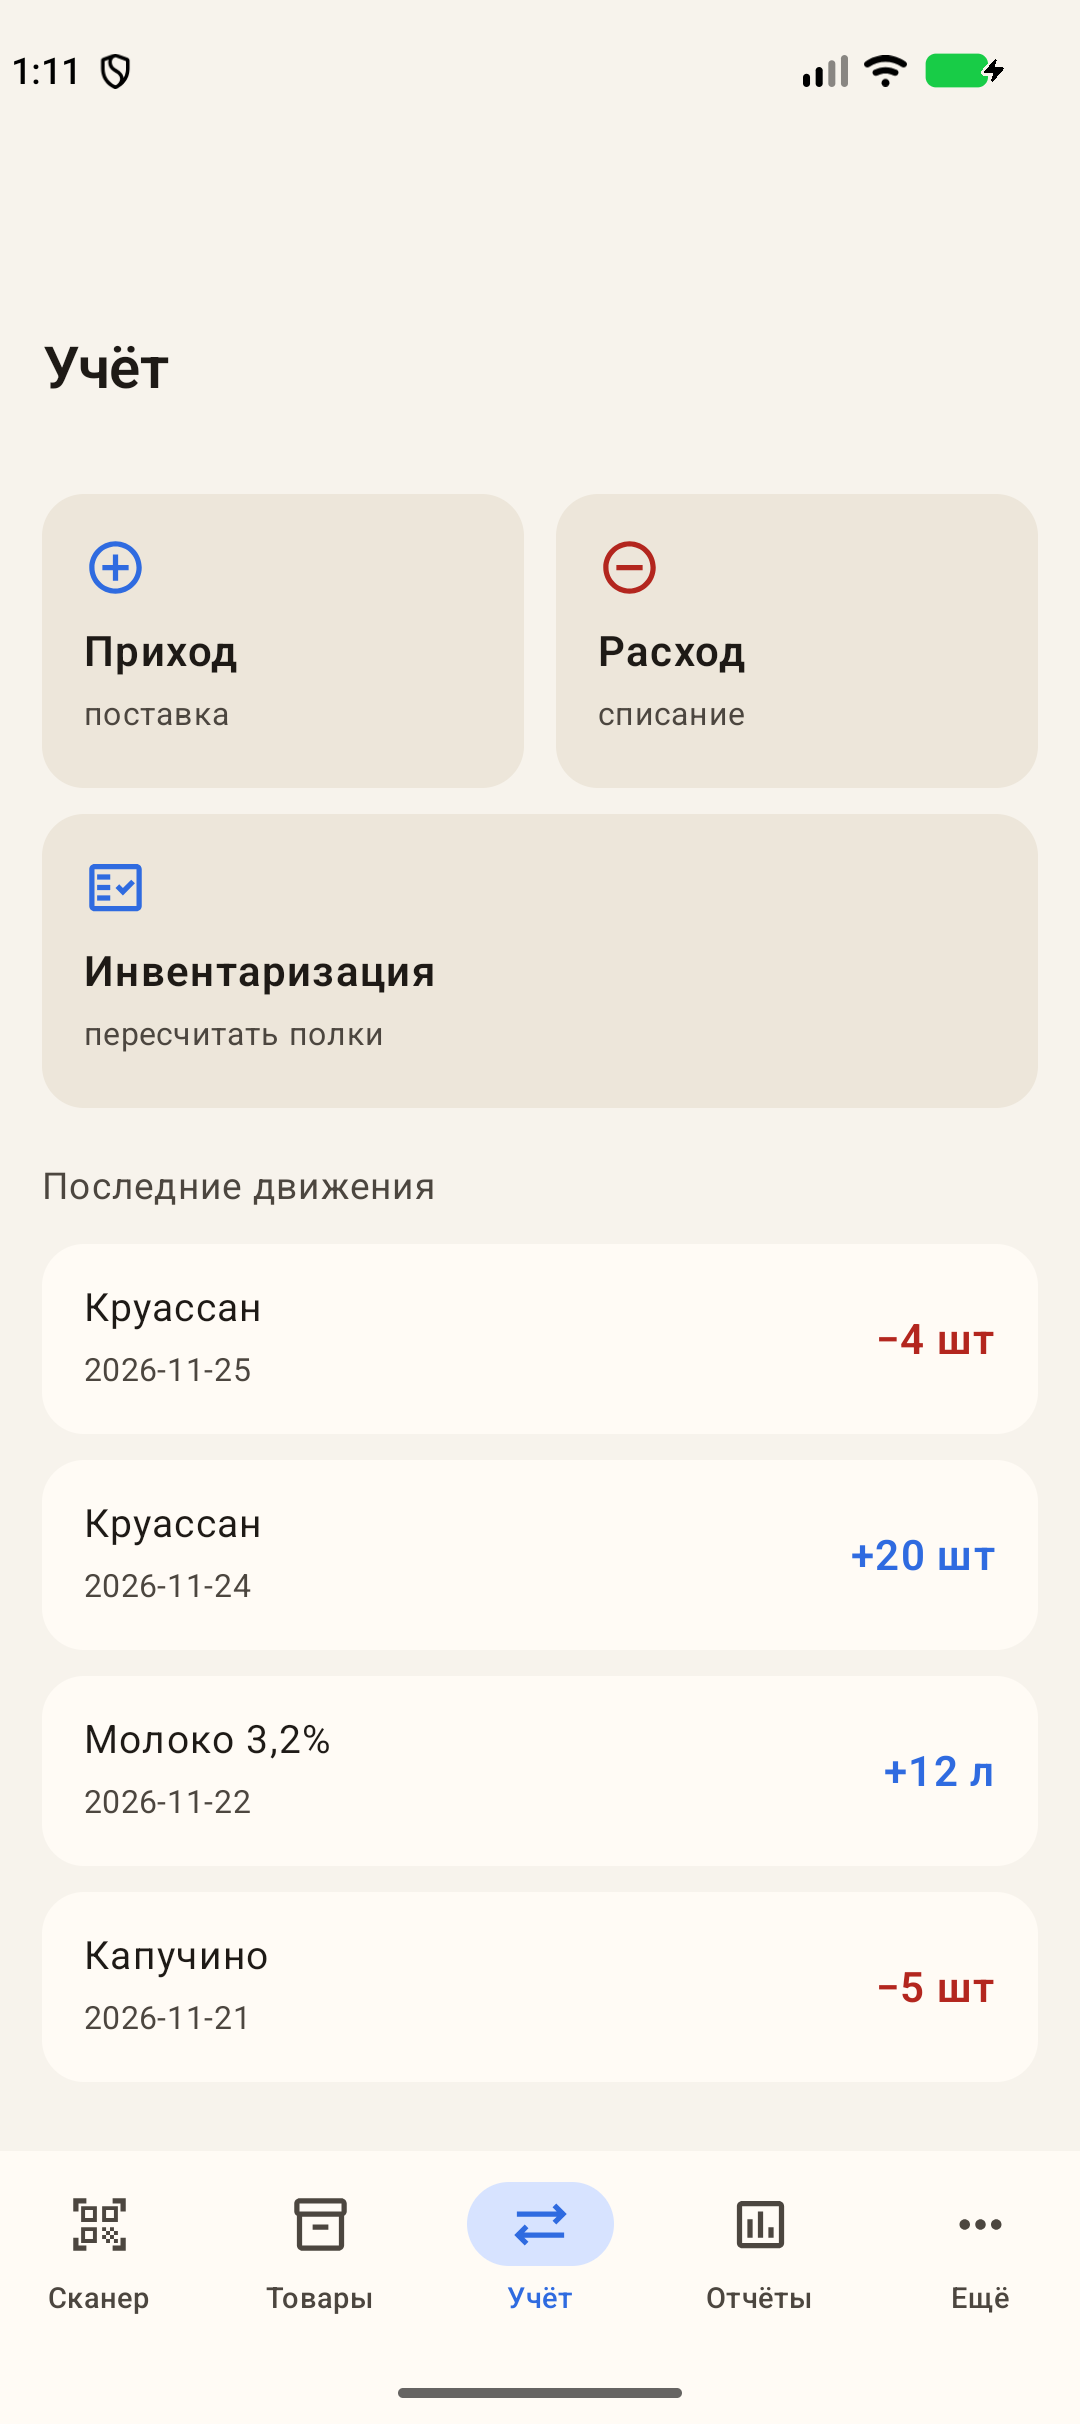 1:11
Учёт
Приход
поставка
Расход
списание
Инвентаризация
пересчитать полки
Последние движения
Круассан
2026-11-25
−4 шт
Круассан
2026-11-24
+20 шт
Молоко 3,2%
2026-11-22
+12 л
Капучино
2026-11-21
−5 шт
Сканер
Товары
Учёт
Отчёты
Ещё